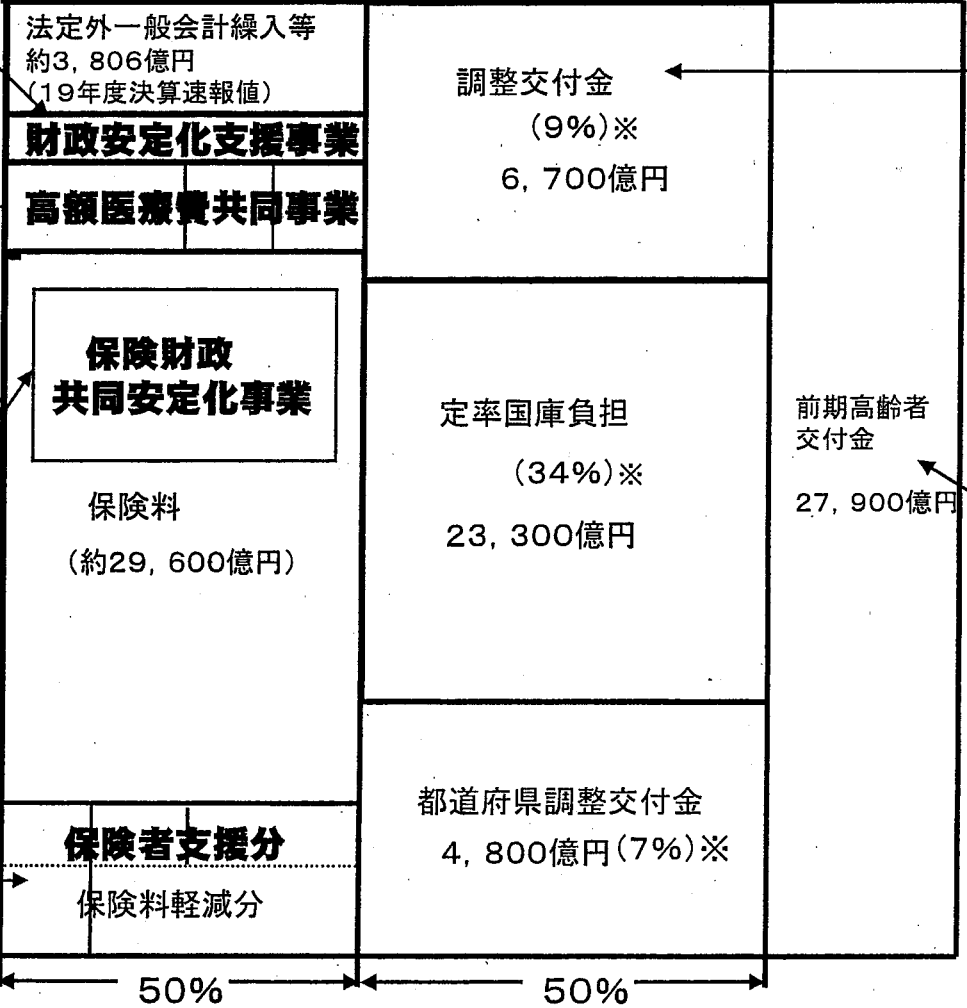 法定外一般会計繰入等
約3, 806億円
（19年度決算速報値）
財政安定化支援事業
高額医療費共同事業
保険財政
共同安定化事業
保険料
（約29, 600億円）
保険者支援分
保険料軽減分
50%
調整交付金
（9%）※
6, 700億円
定率国庫負担
（34%）※
23, 300億円
都道府県調整交付金
4, 800億円（7%）※
50%
前期高齢者
交付金
27, 900億円